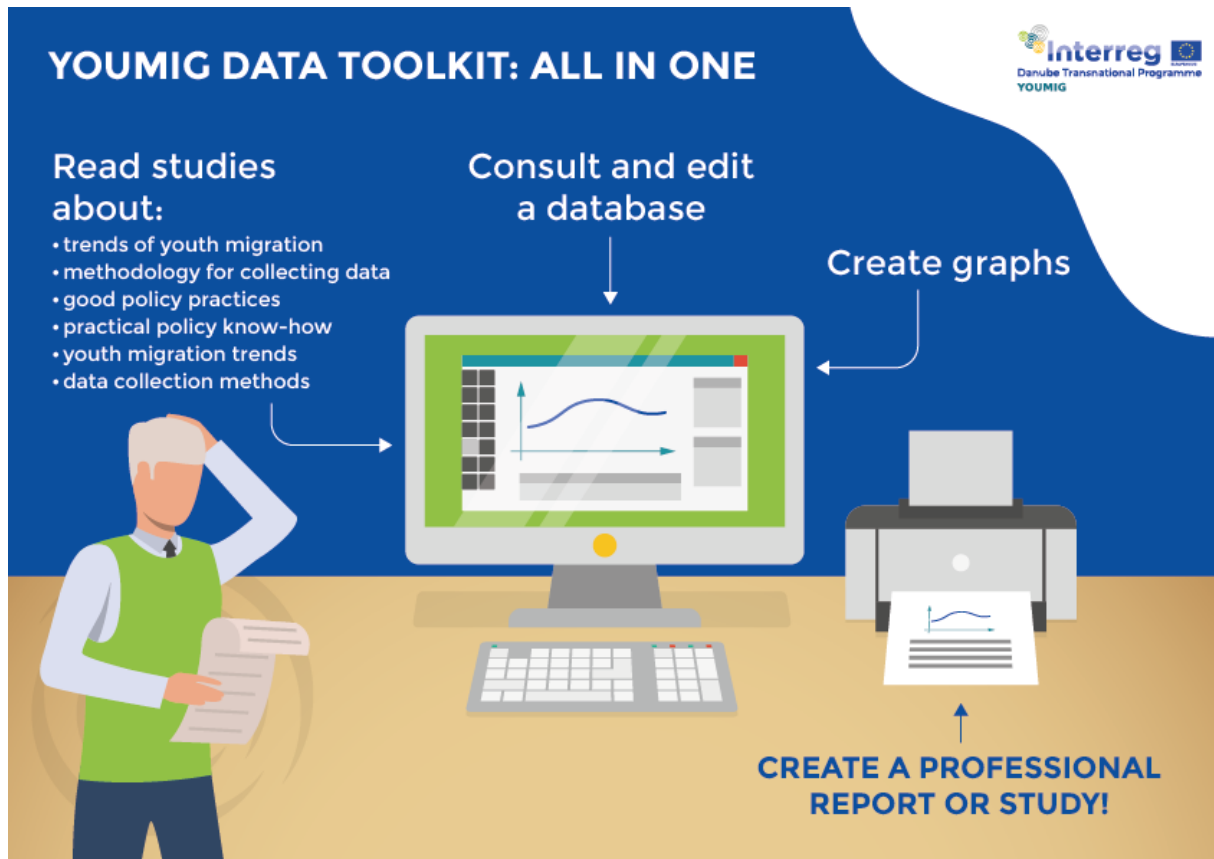 YOUMIG DATA TOOLKIT: ALL IN ONE
Interreg
Danube Transnational Programme
YOUMIG
Read studies
about:
• trends of youth migration
• methodology for collecting data
• good policy practices
• practical policy know-how
• youth migration trends
• data collection methods
Consult and edit
a database
Create graphs
CREATE A PROFESSIONAL
REPORT OR STUDY!